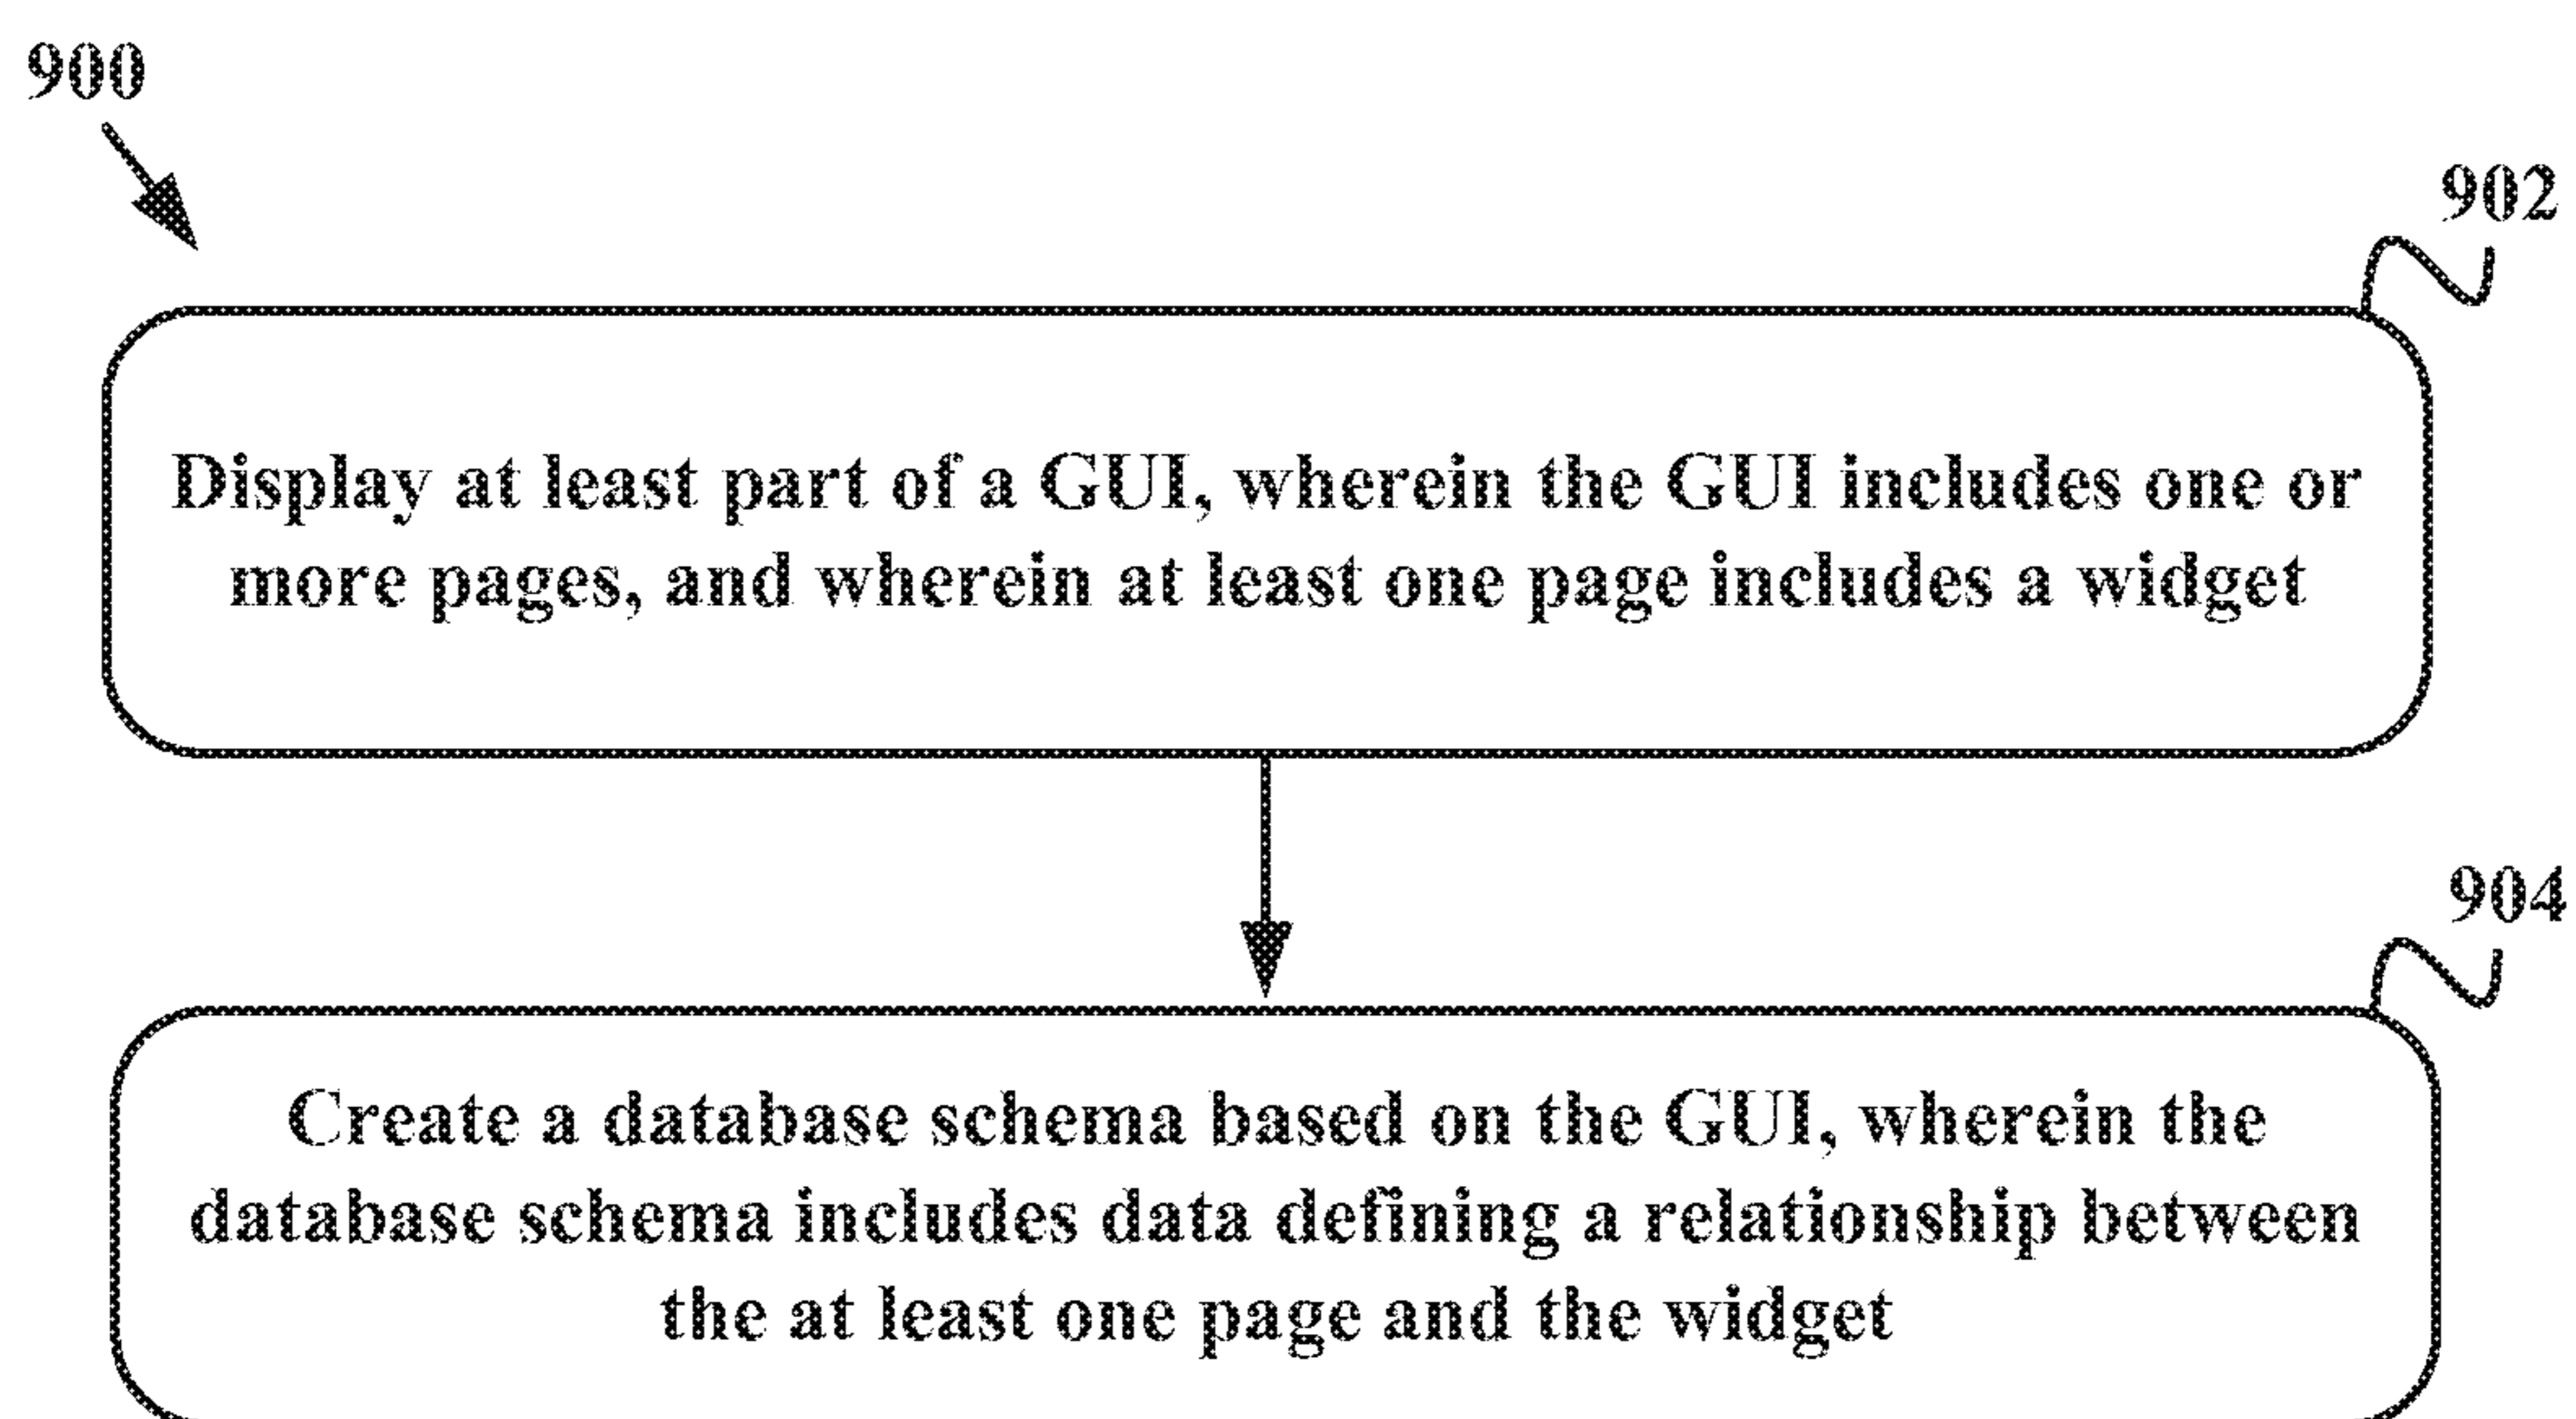 900
902
Display at least part of a GUI, wherein the GUI includes one or
more pages, and wherein at least one page includes a widget
904
Create a database schema based on the GUI, wherein the
database schema includes data defining a relationship between
the at least one page and the widget